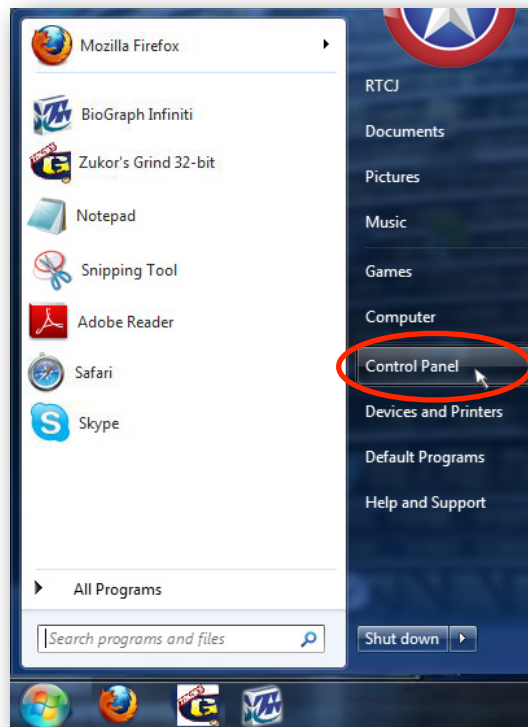 Mozilla Firefox
BioGraph Infiniti
Zukor's Grind 32-bit
Notepad
Snipping Tool
Adobe Reader
Safari
Skype
All Programs
Search programs and files
RTCJ
Documents
Pictures
Music
Games
Computer
Control Panel
Devices and Printers
Default Programs
Help and Support
Shut down